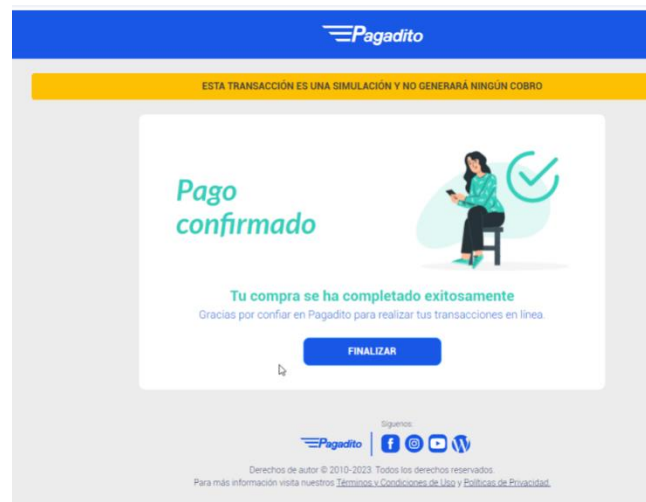 Pagadito
ESTA TRANSACCIÓN ES UNA SIMULACIÓN Y NO GENERARÁ NINGÚN COBRO
Pago
confirmado
Tu compra se ha completado exitosamente
Gracias por confiar en Pagadito para realizar tus transacciones en línea.
FINALIZAR
Síguenos:
Pagadito
Derechos de autor © 2010-2023. Todos los derechos reservados.
Para más información visita nuestros Términos y Condiciones de Uso y Políticas de Privacidad.